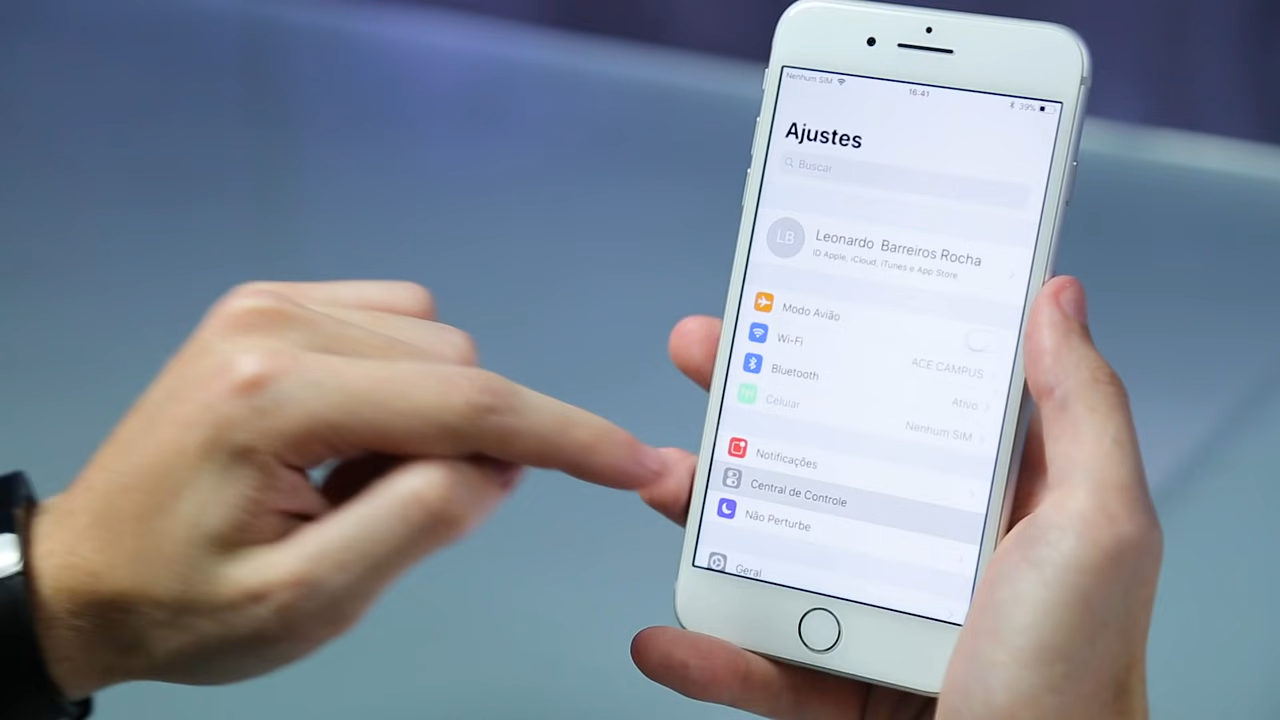 Nenhum SIM
16:41
39%
Ajustes
Buscar
LB
Leonardo Barreiros Rocha
ID Apple, iCloud, iTunes e App Store
Modo Avião
Wi-Fi
ACE CAMPUS
Bluetooth
Ativo
Celular
Nenhum SIM
Notificações
Central de Controle
Não Perturbe
Geral